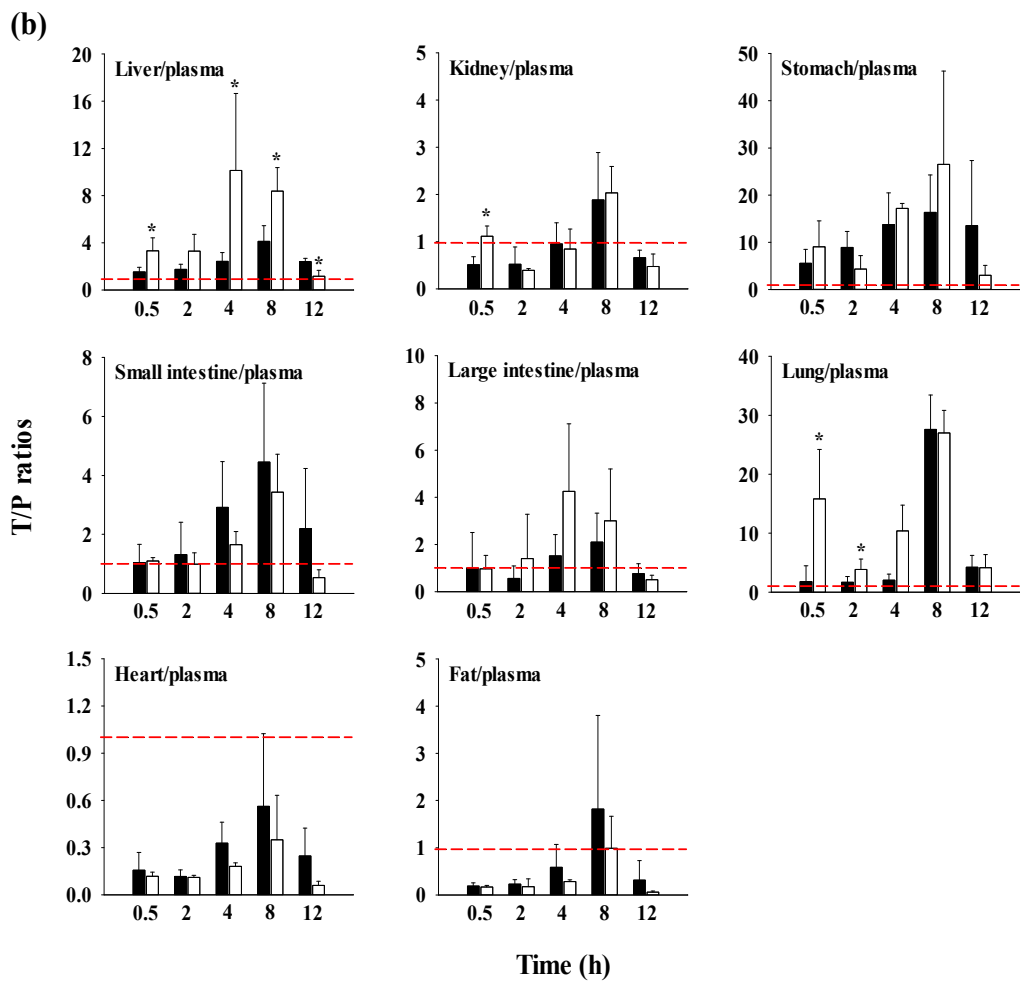 (b)
Liver/plasma
20
16
12
8
4
0
*
*
*
*
0.5 2 4 8 12
Kidney/plasma
5
4
3
2
1
0
*
0.5 2 4 8 12
Stomach/plasma
50
40
30
20
10
0
0.5 2 4 8 12
T/P ratios
Small intestine/plasma
8
6
4
2
0
0.5 2 4 8 12
Large intestine/plasma
10
8
6
4
2
0
0.5 2 4 8 12
Lung/plasma
40
30
20
10
0
*
*
0.5 2 4 8 12
Heart/plasma
1.5
1.2
0.9
0.6
0.3
0.0
0.5 2 4 8 12
Fat/plasma
5
4
3
2
1
0
0.5 2 4 8 12
Time (h)